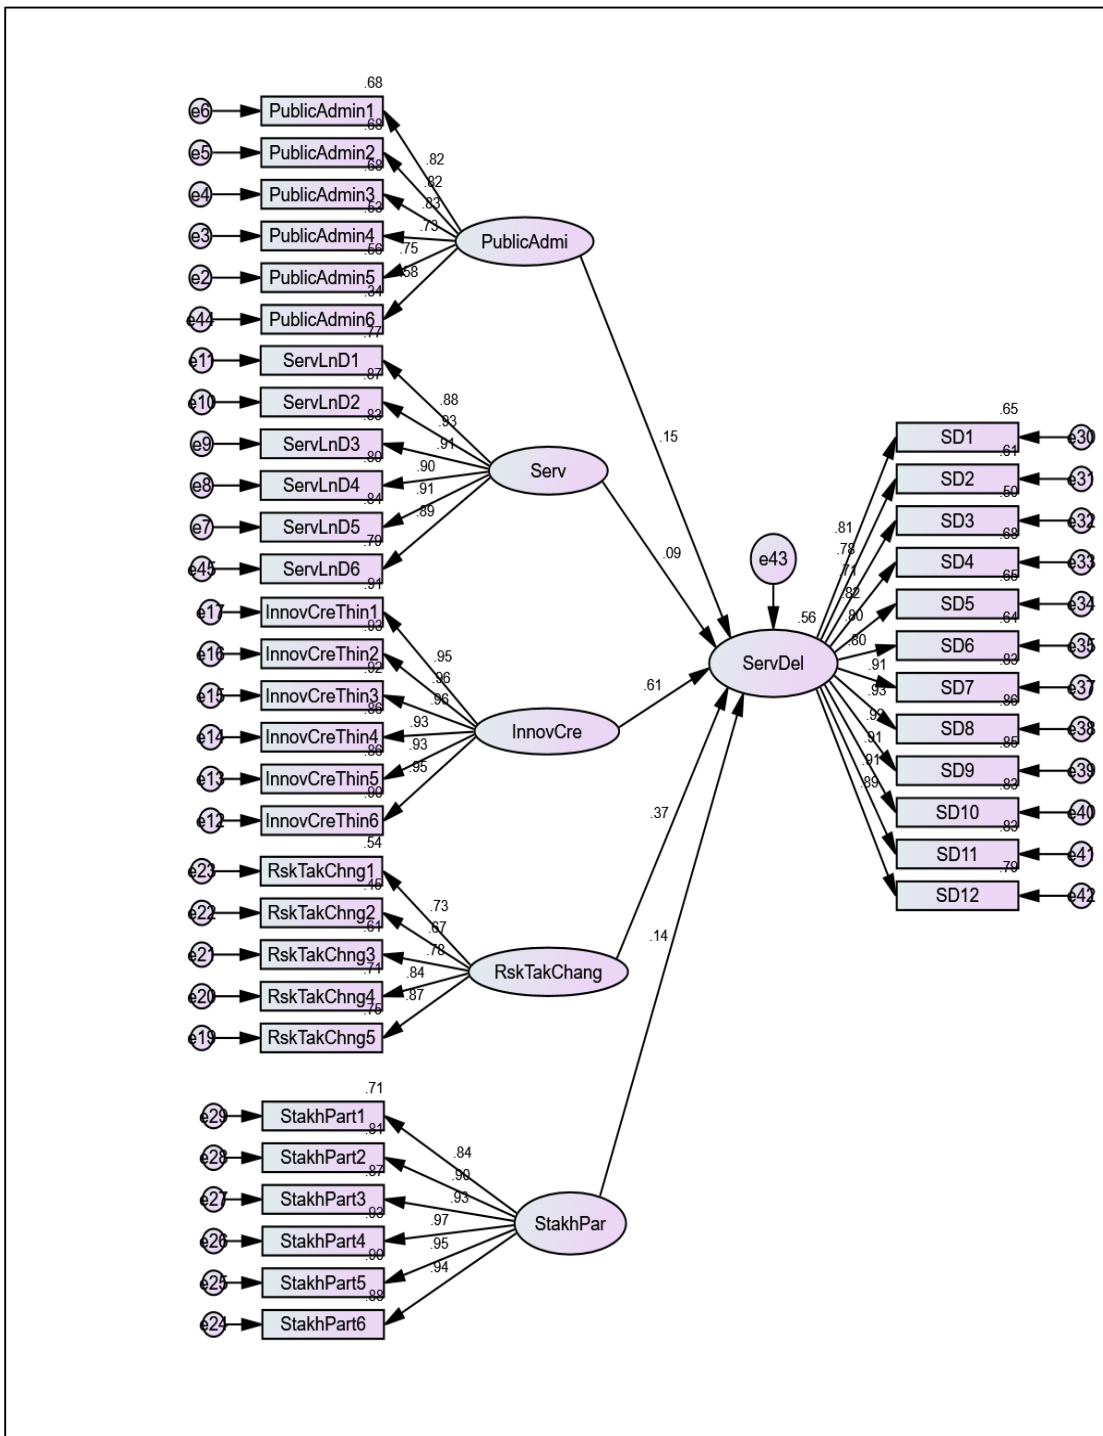 .68
e6 PublicAdmin1
.68
e5 PublicAdmin2
.68
e4 PublicAdmin3
.53
e3 PublicAdmin4
.56
e2 PublicAdmin5
.34
e44 PublicAdmin6
.82
.82
.83
.73
.75
.58
PublicAdmi
.15
.77
e11 ServLnD1
.87
e10 ServLnD2
.83
e9 ServLnD3
.80
e8 ServLnD4
.84
e7 ServLnD5
.79
e45 ServLnD6
.88
.93
.91
.90
.91
.89
Serv
.09
.91
e17 InnovCreThin1
.93
e16 InnovCreThin2
.92
e15 InnovCreThin3
.86
e14 InnovCreThin4
.86
e13 InnovCreThin5
.90
e12 InnovCreThin6
.95
.96
.96
.93
.93
.95
InnovCre
.61
.54
e23 RskTakChng1
.45
e22 RskTakChng2
.61
e21 RskTakChng3
.71
e20 RskTakChng4
.75
e19 RskTakChng5
.73
.67
.78
.84
.87
RskTakChang
.37
.71
e29 StakhPart1
.81
e28 StakhPart2
.87
e27 StakhPart3
.93
e26 StakhPart4
.90
e25 StakhPart5
.88
e24 StakhPart6
.84
.90
.93
.97
.95
.94
StakhPar
.14
e43
.56
ServDel
.81
.78
.71
.82
.80
.80
.91
.93
.91
.91
.89
.65
SD1 e30
.61
SD2 e31
.50
SD3 e32
.68
SD4 e33
.65
SD5 e34
.64
SD6 e35
.83
SD7 e37
.86
SD8 e38
.85
SD9 e39
.83
SD10 e40
.83
SD11 e41
.79
SD12 e42